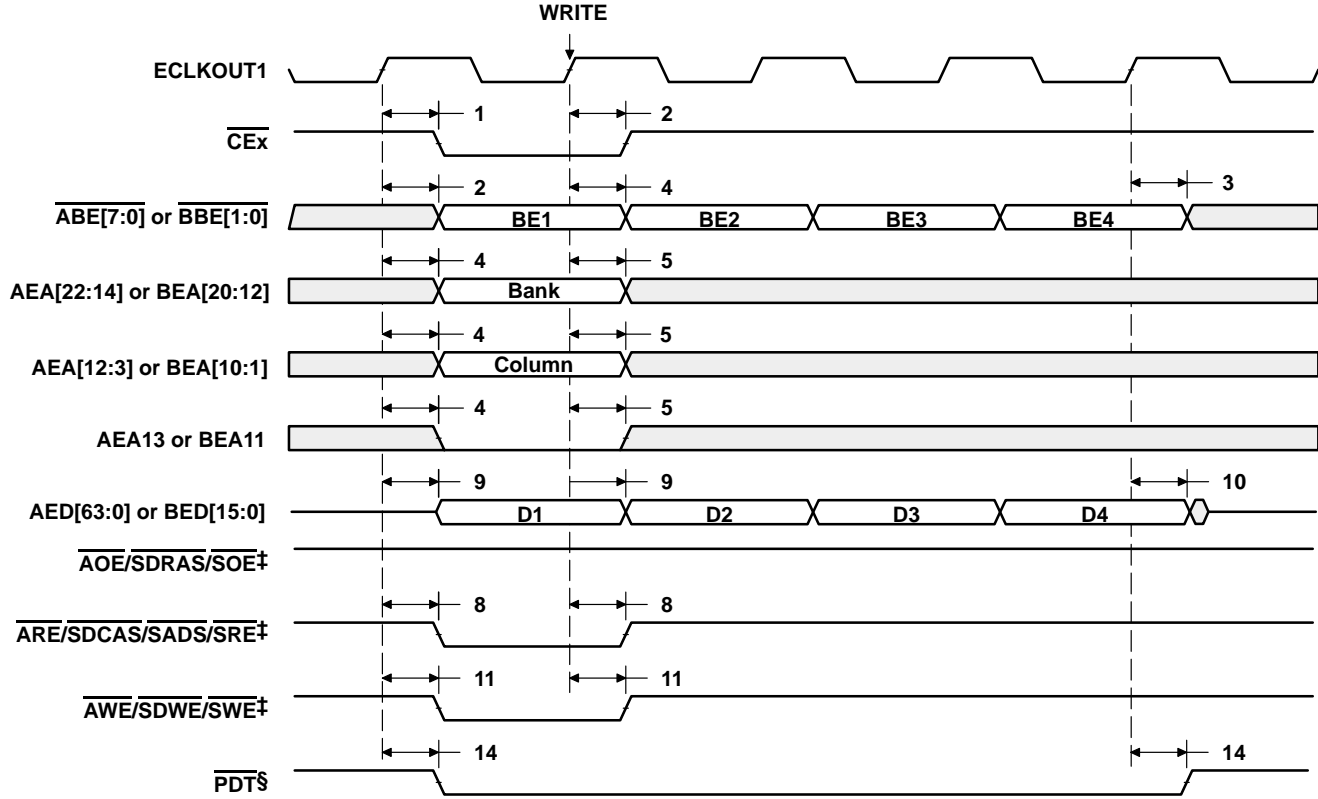 WRITE
ECLKOUT1
1 2
CEx
2 4 3
ABE[7:0] or BBE[1:0] BE1 BE2 BE3 BE4
4 5
AEA[22:14] or BEA[20:12] Bank
4 5
AEA[12:3] or BEA[10:1] Column
4 5
AEA13 or BEA11
9 9 10
AED[63:0] or BED[15:0] D1 D2 D3 D4
AOE/SDRAS/SOE‡
8 8
ARE/SDCAS/SADS/SRE‡
11 11
AWE/SDWE/SWE‡
14 14
PDT§